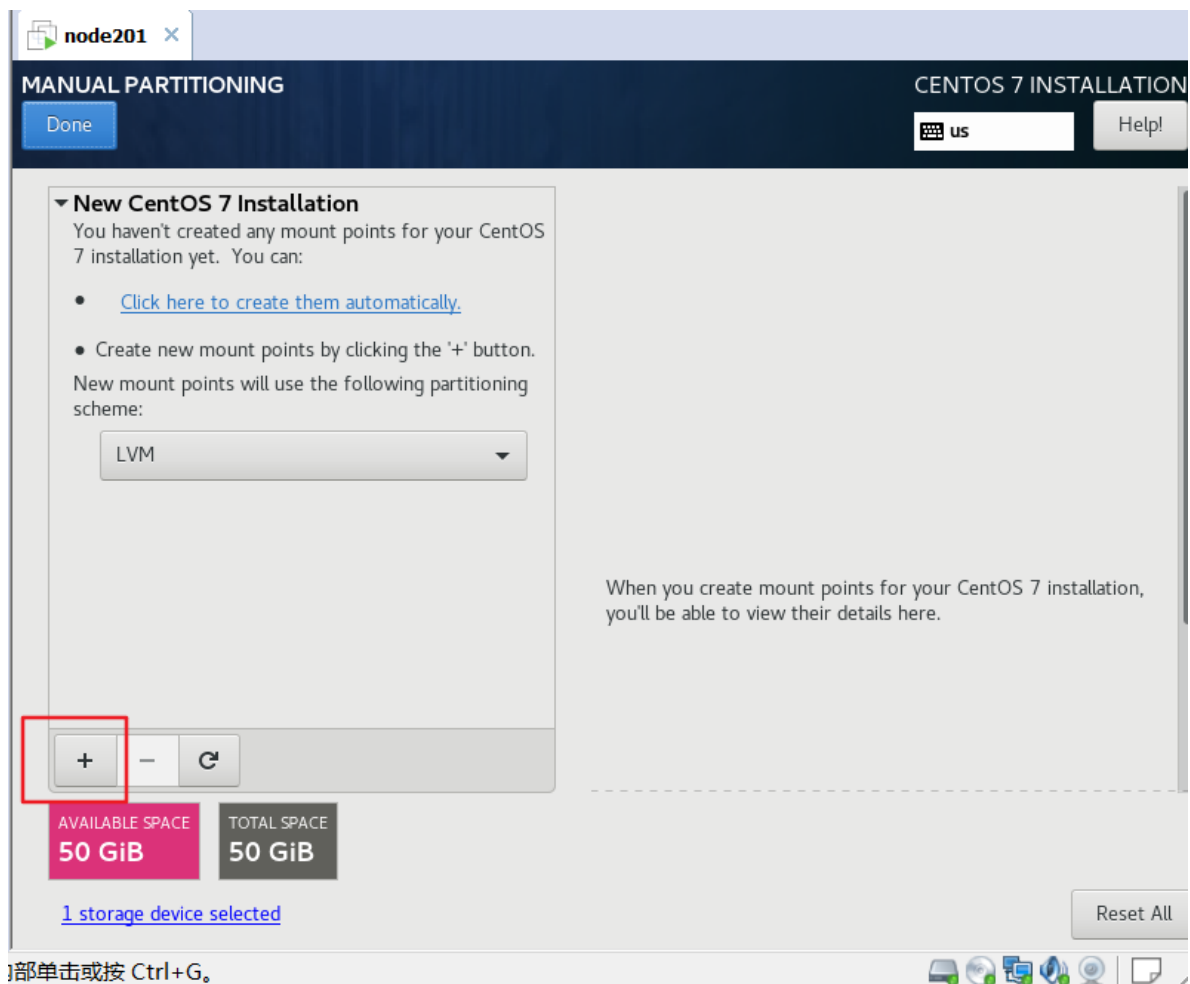 node201
MANUAL PARTITIONING
CENTOS 7 INSTALLATION
Done
us
Help!
New CentOS 7 Installation
You haven't created any mount points for your CentOS
7 installation yet. You can:
• Click here to create them automatically.
• Create new mount points by clicking the '+' button.
New mount points will use the following partitioning
scheme:
LVM
When you create mount points for your CentOS 7 installation,
you'll be able to view their details here.
+ −
AVAILABLE SPACE
50 GiB
TOTAL SPACE
50 GiB
1 storage device selected
Reset All
部单击或按 Ctrl+G。